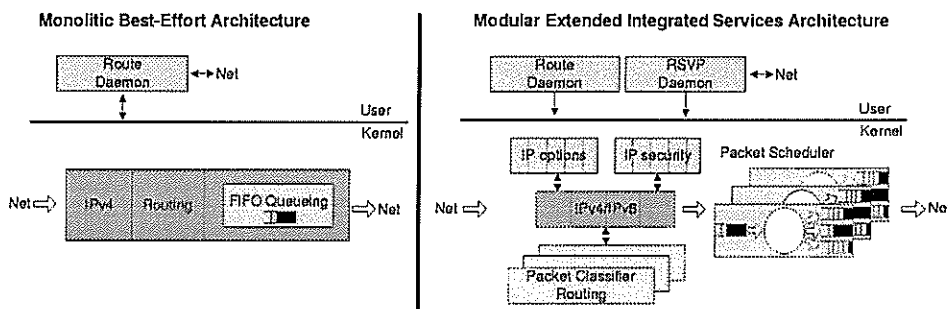 Monolitic Best-Effort Architecture
Route
Daemon
Net
User
Kernel
Net
IPv4
Routing
FIFO Queueing
Net
Modular Extended Integrated Services Architecture
Route
Daemon
RSVP
Daemon
Net
User
Kernel
IP options
IP security
Packet Scheduler
Net
IPv4/IPv6
Ne
Packet Classifier
Routing